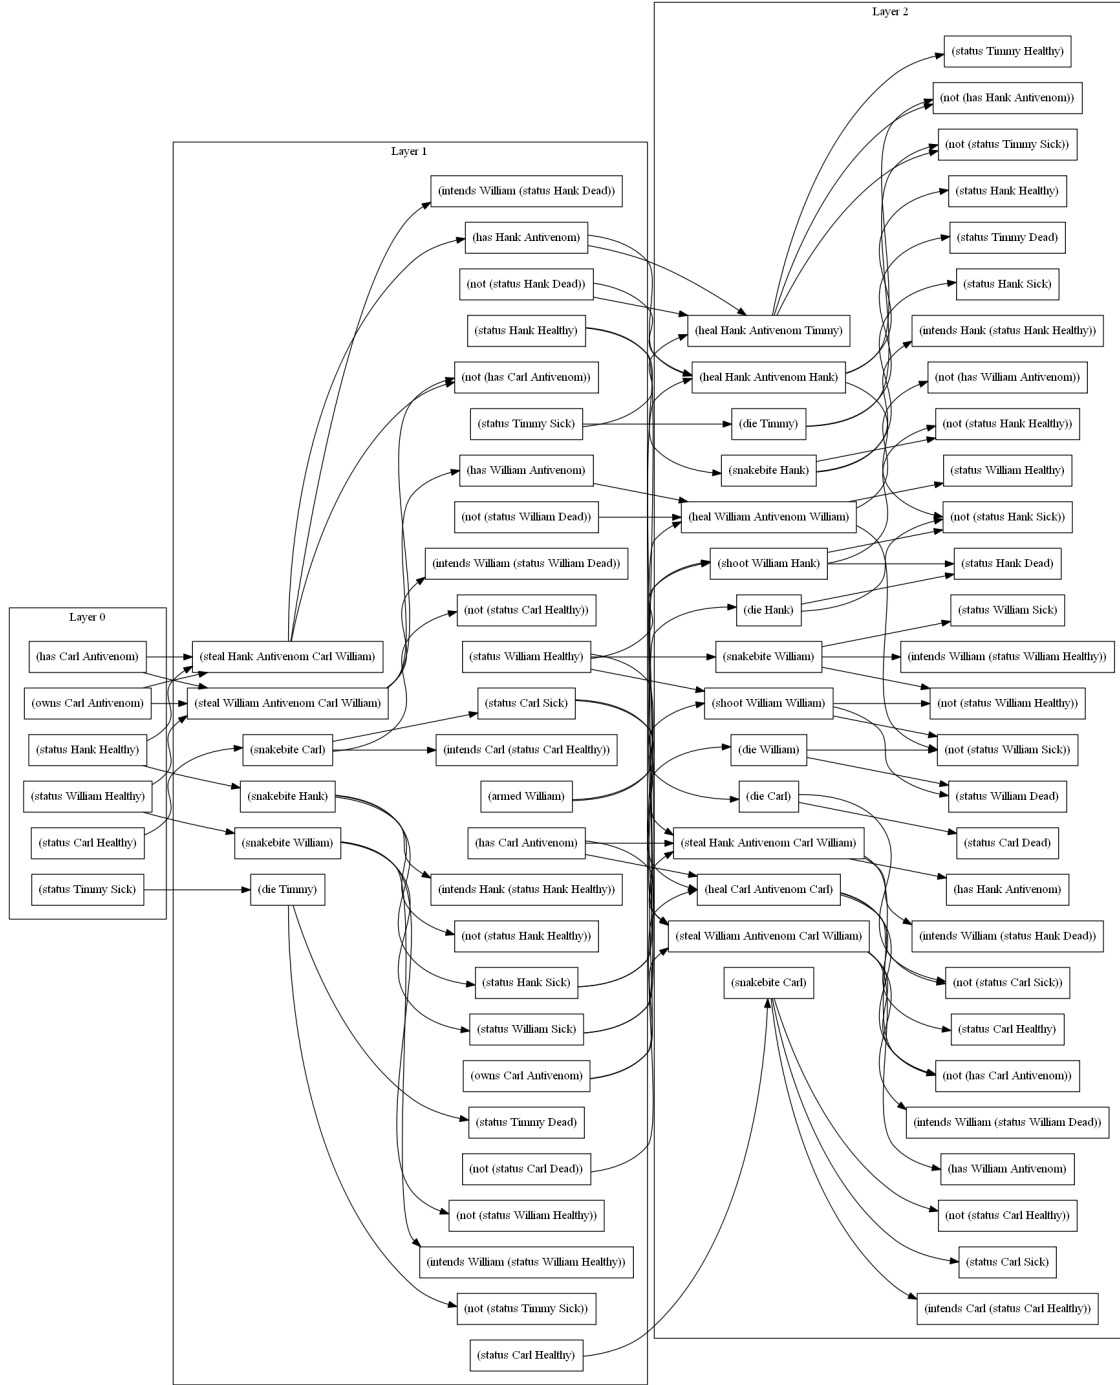 Layer 0
(has Carl Antivenom)
(owns Carl Antivenom)
(status Hank Healthy)
(status William Healthy)
(status Carl Healthy)
(status Timmy Sick)
Layer 1
(steal Hank Antivenom Carl William)
(steal William Antivenom Carl William)
(snakebite Carl)
(snakebite Hank)
(snakebite William)
(die Timmy)
(intends William (status Hank Dead))
(has Hank Antivenom)
(not (status Hank Dead))
(status Hank Healthy)
(not (has Carl Antivenom))
(status Timmy Sick)
(has William Antivenom)
(not (status William Dead))
(intends William (status William Dead))
(not (status Carl Healthy))
(status William Healthy)
(status Carl Sick)
(intends Carl (status Carl Healthy))
(armed William)
(has Carl Antivenom)
(intends Hank (status Hank Healthy))
(not (status Hank Healthy))
(status Hank Sick)
(status William Sick)
(owns Carl Antivenom)
(status Timmy Dead)
(not (status Carl Dead))
(not (status William Healthy))
(intends William (status William Healthy))
(not (status Timmy Sick))
(status Carl Healthy)
Layer 2
(heal Hank Antivenom Timmy)
(heal Hank Antivenom Hank)
(die Timmy)
(snakebite Hank)
(heal William Antivenom William)
(shoot William Hank)
(die Hank)
(snakebite William)
(shoot William William)
(die William)
(die Carl)
(steal Hank Antivenom Carl William)
(heal Carl Antivenom Carl)
(steal William Antivenom Carl William)
(snakebite Carl)
(status Timmy Healthy)
(not (has Hank Antivenom))
(not (status Timmy Sick))
(status Hank Healthy)
(status Timmy Dead)
(status Hank Sick)
(intends Hank (status Hank Healthy))
(not (has William Antivenom))
(not (status Hank Healthy))
(status William Healthy)
(not (status Hank Sick))
(status Hank Dead)
(status William Sick)
(intends William (status William Healthy))
(not (status William Healthy))
(not (status William Sick))
(status William Dead)
(status Carl Dead)
(has Hank Antivenom)
(intends William (status Hank Dead))
(not (status Carl Sick))
(status Carl Healthy)
(not (has Carl Antivenom))
(intends William (status William Dead))
(has William Antivenom)
(not (status Carl Healthy))
(status Carl Sick)
(intends Carl (status Carl Healthy))